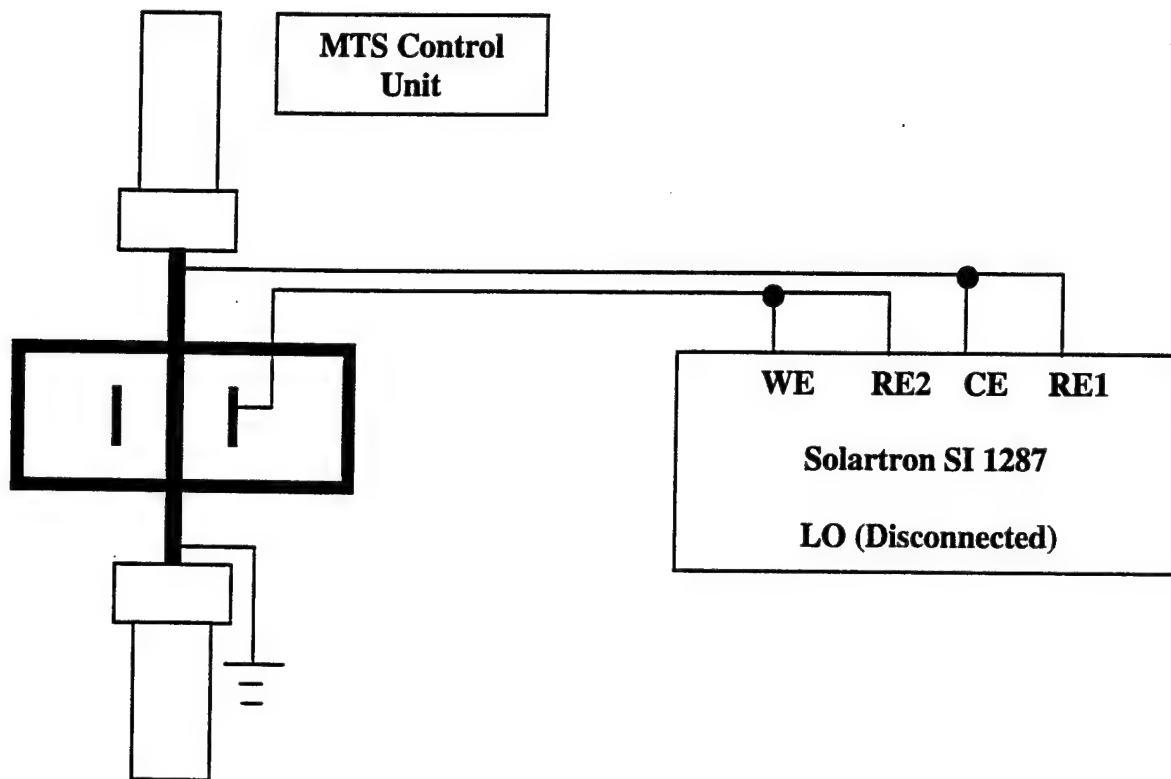 MTS Control
Unit
WE RE2 CE RE1
Solartron SI 1287
LO (Disconnected)